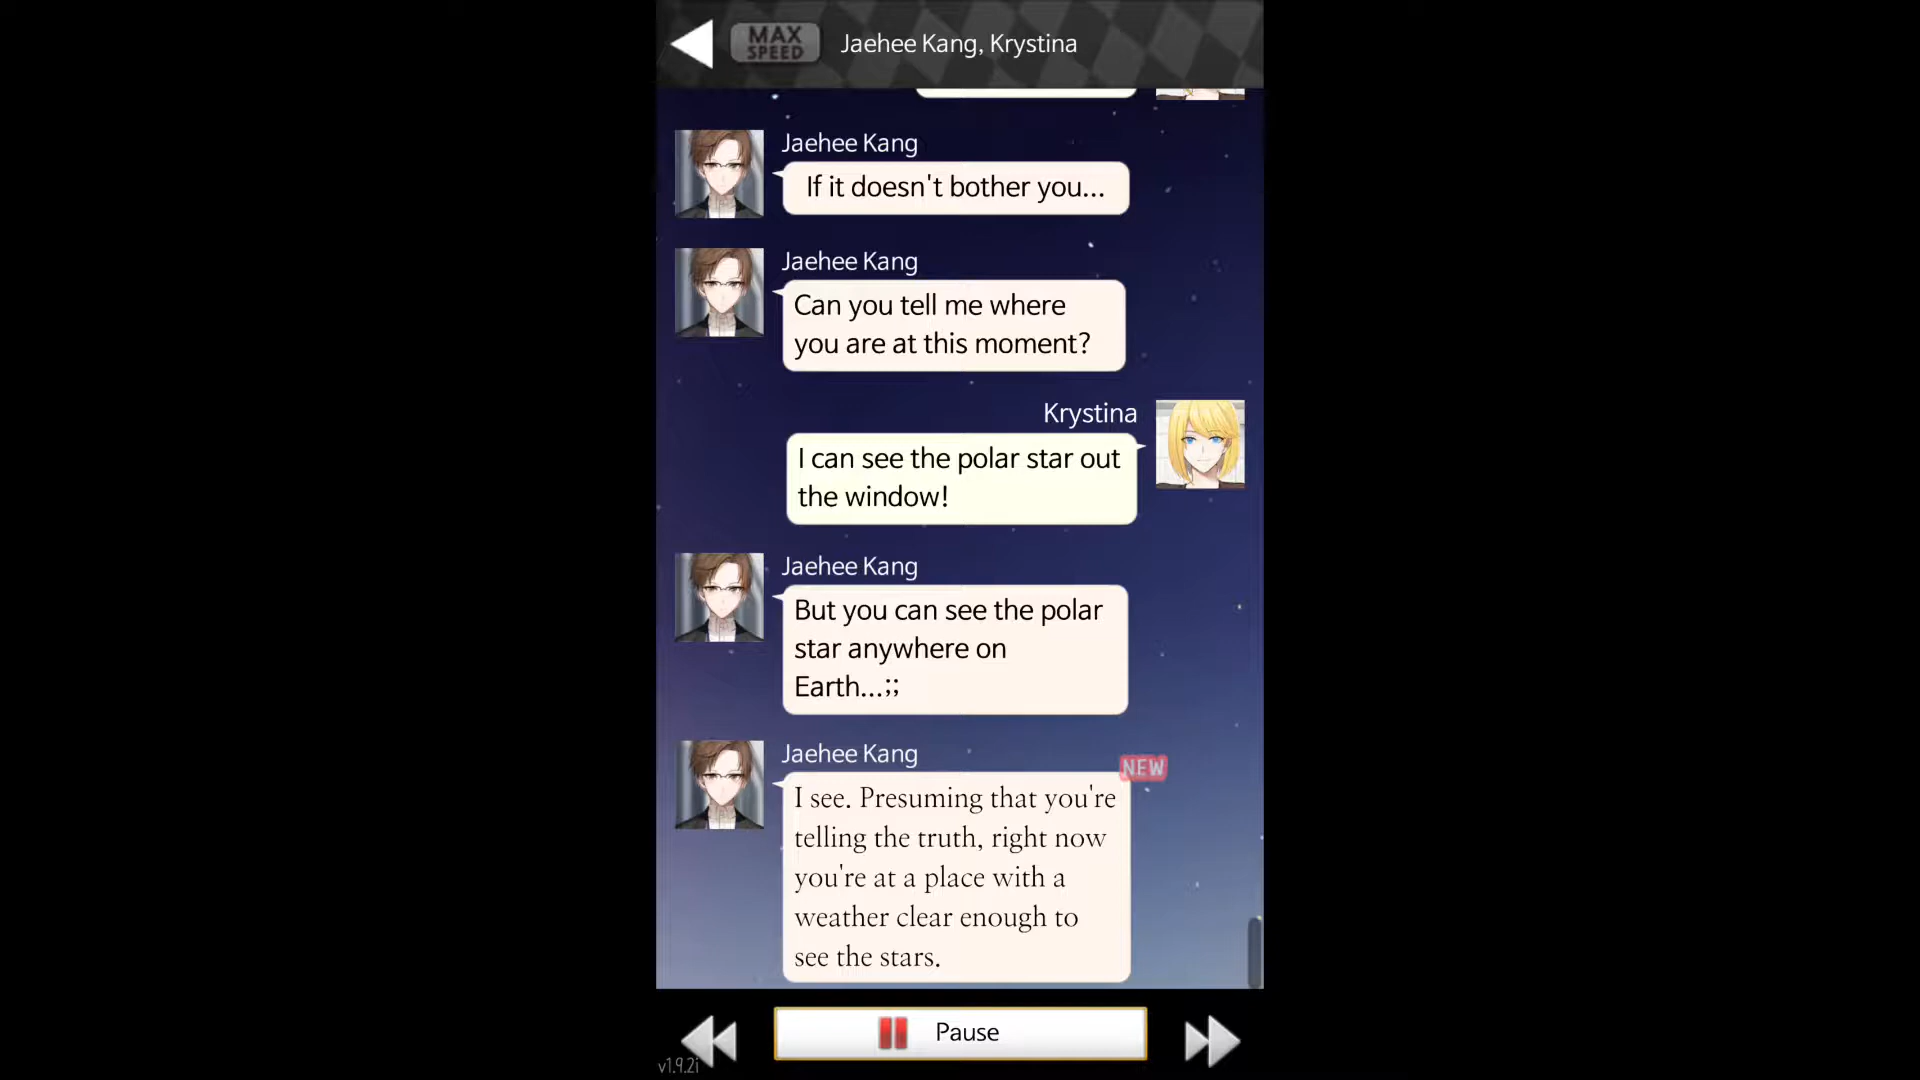 MAX
SPEED
Jaehee Kang, Krystina
Jaehee Kang
If it doesn't bother you...
Jaehee Kang
Can you tell me where
you are at this moment?
Krystina
I can see the polar star out
the window!
Jaehee Kang
But you can see the polar
star anywhere on
Earth...;;
Jaehee Kang
NEW
I see. Presuming that you're
telling the truth, right now
you're at a place with a
weather clear enough to
see the stars.
Pause
v1.9.2i